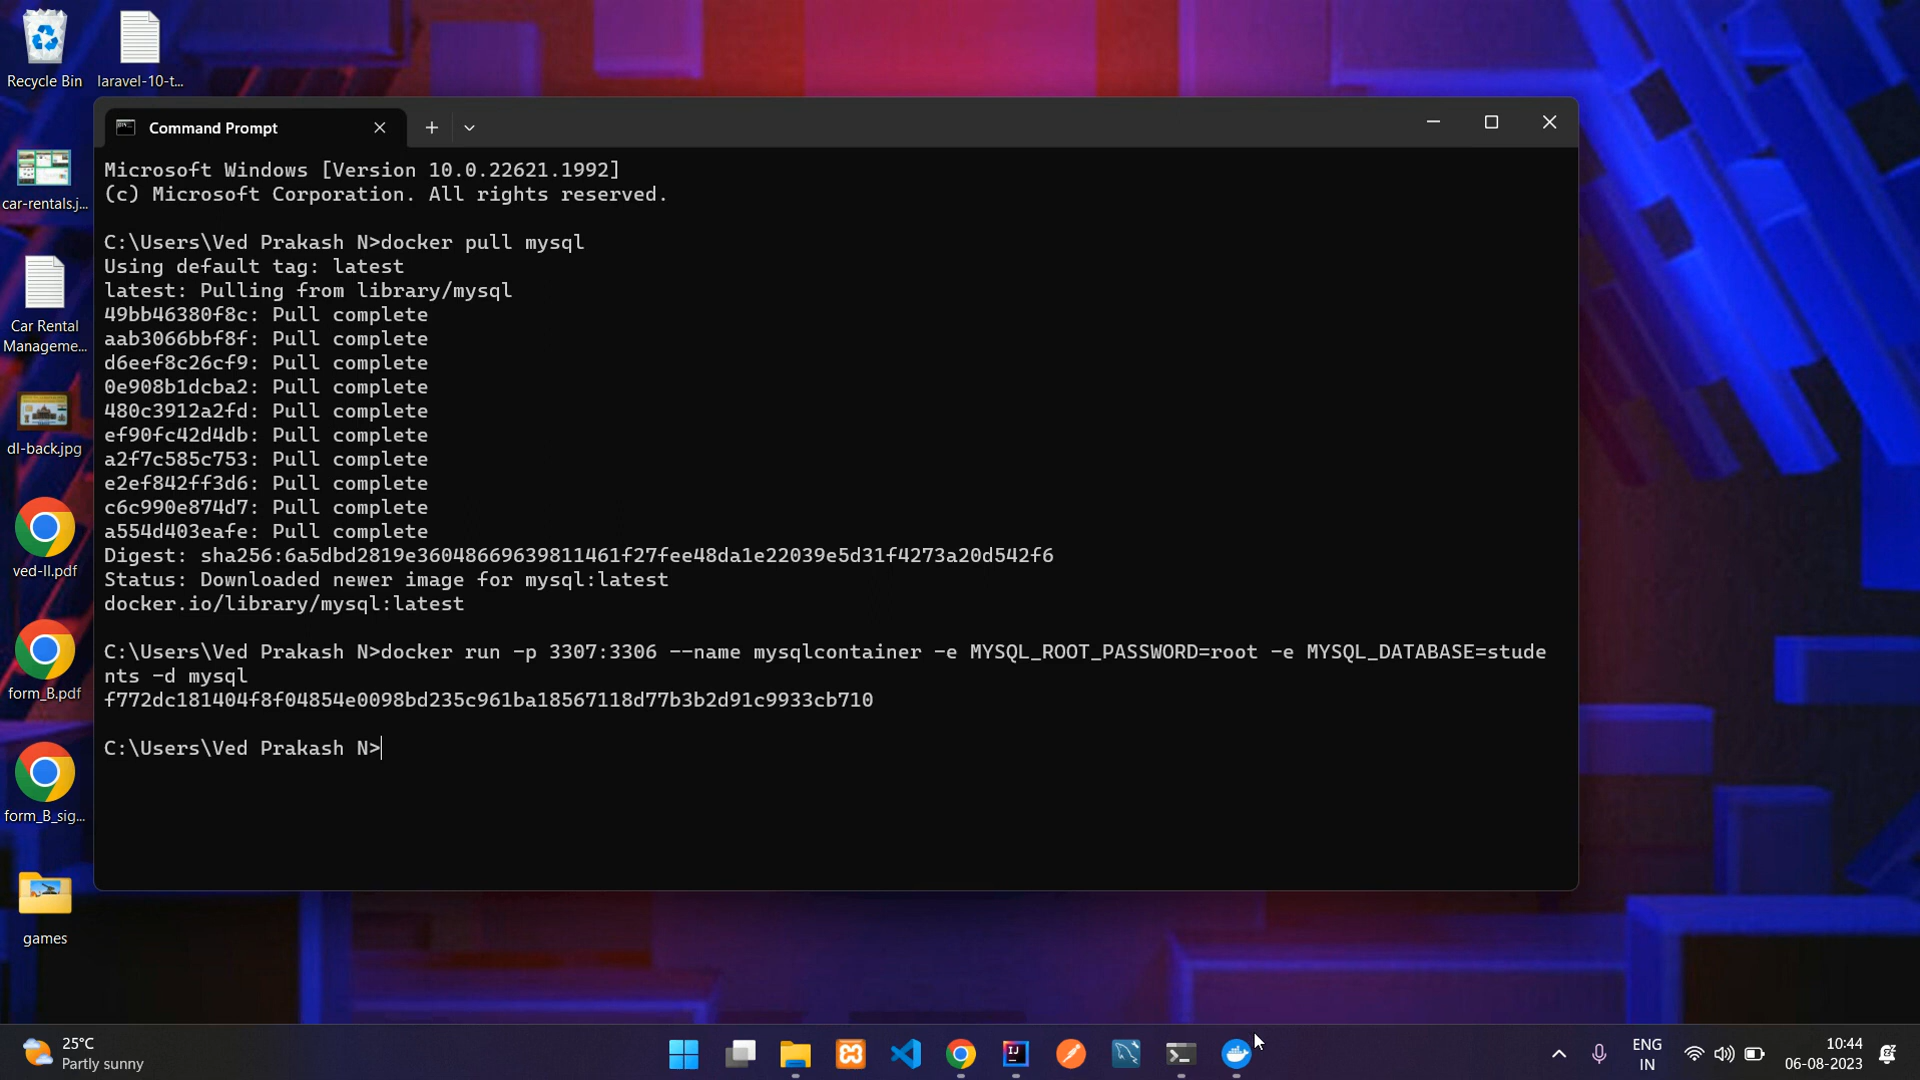 Recycle Bin
laravel-10-t...
car-rentals.j...
Car Rental
Manageme...
dl-back.jpg
ved-II.pdf
form_B.pdf
form_B_sig...
games
Command Prompt
Microsoft Windows [Version 10.0.22621.1992]
(c) Microsoft Corporation. All rights reserved.
C:\Users\Ved Prakash N>docker pull mysql
Using default tag: latest
latest: Pulling from library/mysql
49bb46380f8c: Pull complete
aab3066bbf8f: Pull complete
d6eef8c26cf9: Pull complete
0e908b1dcba2: Pull complete
480c3912a2fd: Pull complete
ef90fc42d4db: Pull complete
a2f7c585c753: Pull complete
e2ef842ff3d6: Pull complete
c6c990e874d7: Pull complete
a554d403eafe: Pull complete
Digest: sha256:6a5dbd2819e36048669639811461f27fee48da1e22039e5d31f4273a20d542f6
Status: Downloaded newer image for mysql:latest
docker.io/library/mysql:latest
C:\Users\Ved Prakash N>docker run -p 3307:3306 --name mysqlcontainer -e MYSQL_ROOT_PASSWORD=root -e MYSQL_DATABASE=stude
nts -d mysql
f772dc181404f8f04854e0098bd235c961ba18567118d77b3b2d91c9933cb710
C:\Users\Ved Prakash N>
25°C
Partly sunny
ENG
IN
10:44
06-08-2023